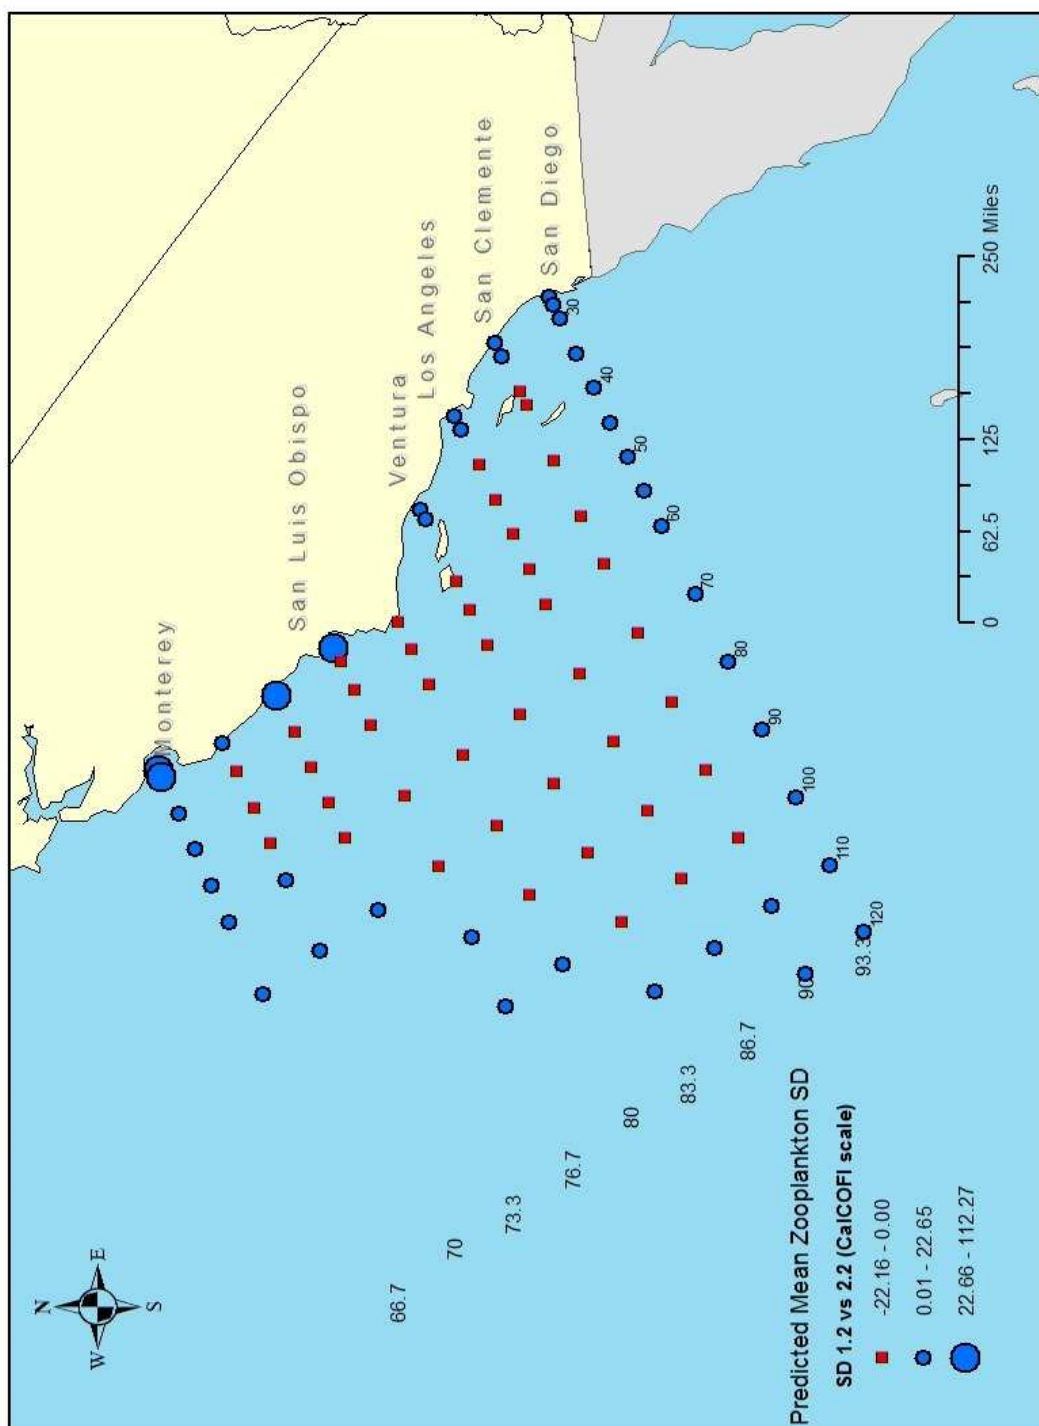 N
W
E
S
Monterey
San Luis Obispo
Ventura
Los Angeles
San Clemente
San Diego
30
40
50
60
70
80
90
100
110
120
66.7
70
73.3
76.7
80
83.3
86.7
90
93.3
Predicted Mean Zooplankton SD
SD 1.2 vs 2.2 (CalCOFI scale)
-22.16 - 0.00
0.01 - 22.65
22.66 - 112.27
0 62.5 125 250 Miles